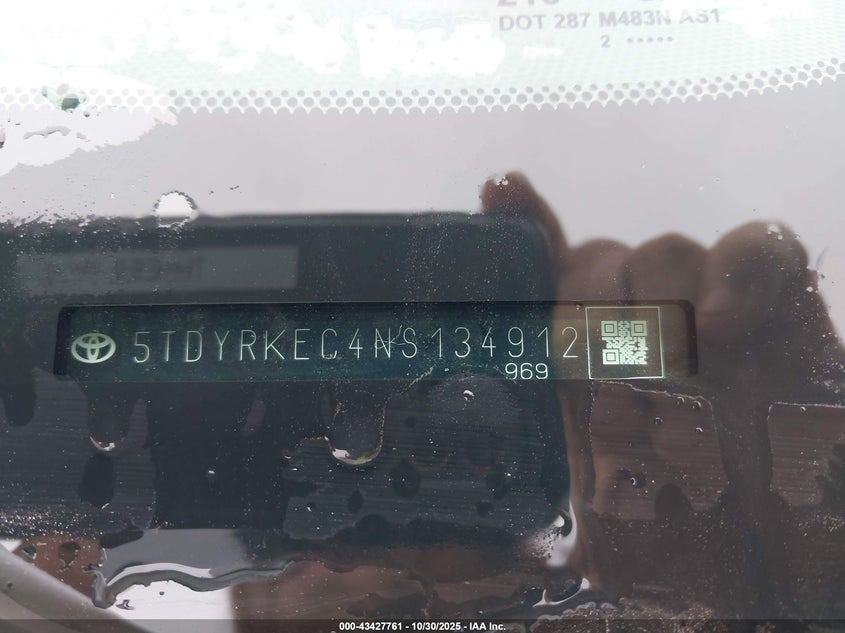 DOT 287 M483N AS1
2 •••••
5TDYRKEC4NS134912
969
000-43427761 - 10/30/2025 - IAA Inc.